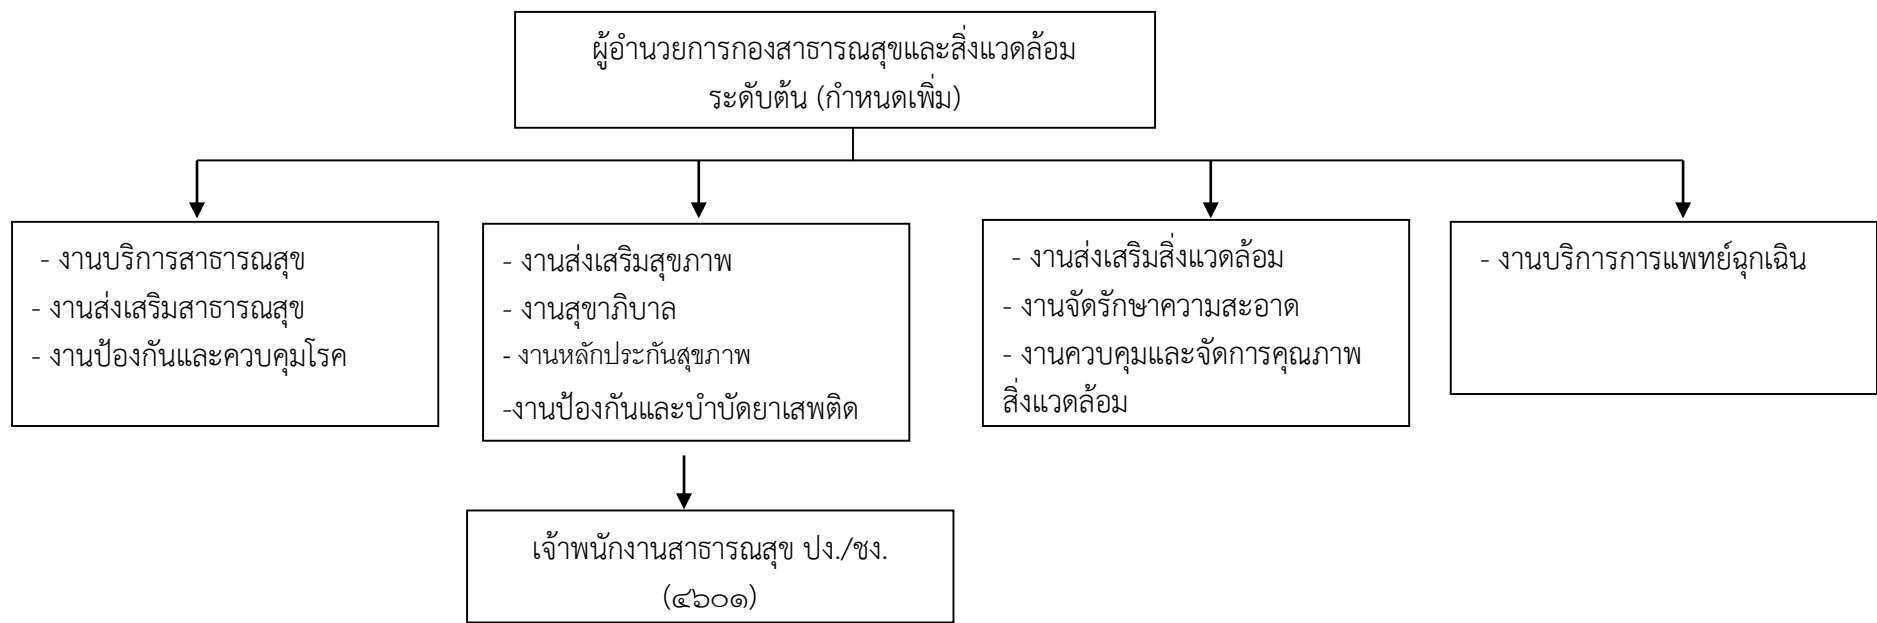 ผู้อำนวยการกองสาธารณสุขและสิ่งแวดล้อม
ระดับต้น (กำหนดเพิ่ม)
- งานบริการสาธารณสุข
- งานส่งเสริมสาธารณสุข
- งานป้องกันและควบคุมโรค
- งานส่งเสริมสุขภาพ
- งานสุขาภิบาล
- งานหลักประกันสุขภาพ
-งานป้องกันและบำบัดยาเสพติด
- งานส่งเสริมสิ่งแวดล้อม
- งานจัดรักษาความสะอาด
- งานควบคุมและจัดการคุณภาพ
สิ่งแวดล้อม
- งานบริการการแพทย์ฉุกเฉิน
เจ้าพนักงานสาธารณสุข ปง./ชง.
(๔๖๐๑)